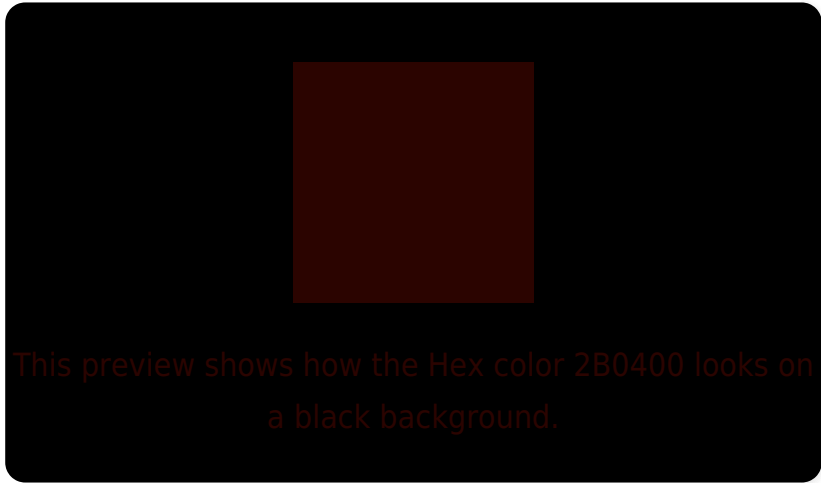 This preview shows how the Hex color 2B0400 looks on
a black background.